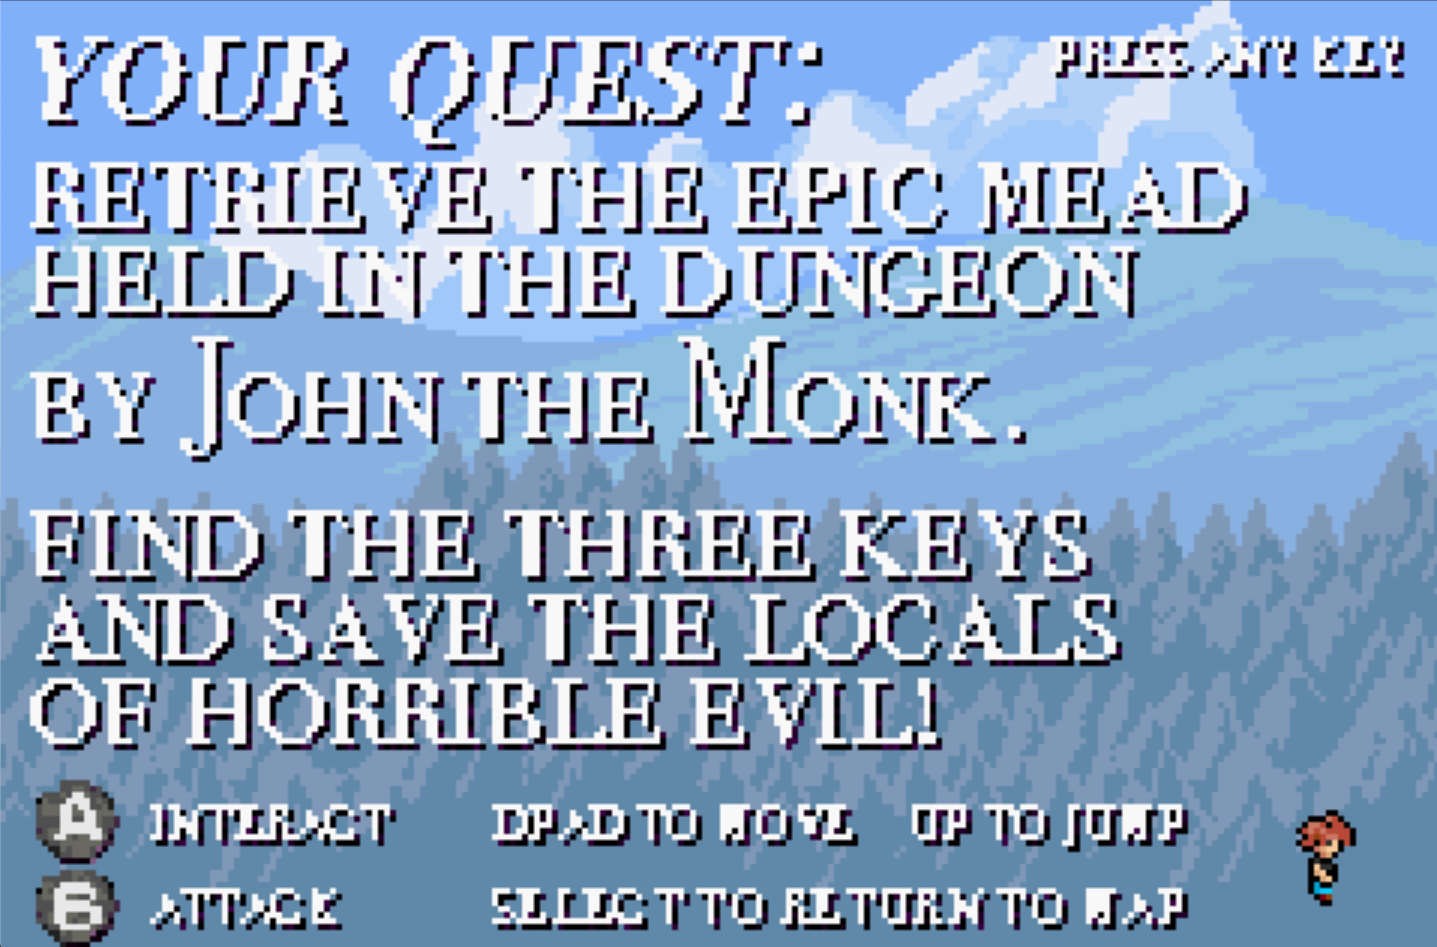 YOUR QUEST:
PRESS ANY KEY
RETRIEVE THE EPIC MEAD
HELD IN THE DUNGEON
BY JOHN THE MONK.
FIND THE THREE KEYS
AND SAVE THE LOCALS
OF HORRIBLE EVIL!
A INTERACT DPAD TO MOVE UP TO JUMP
B ATTACK SELECT TO RETURN TO MAP